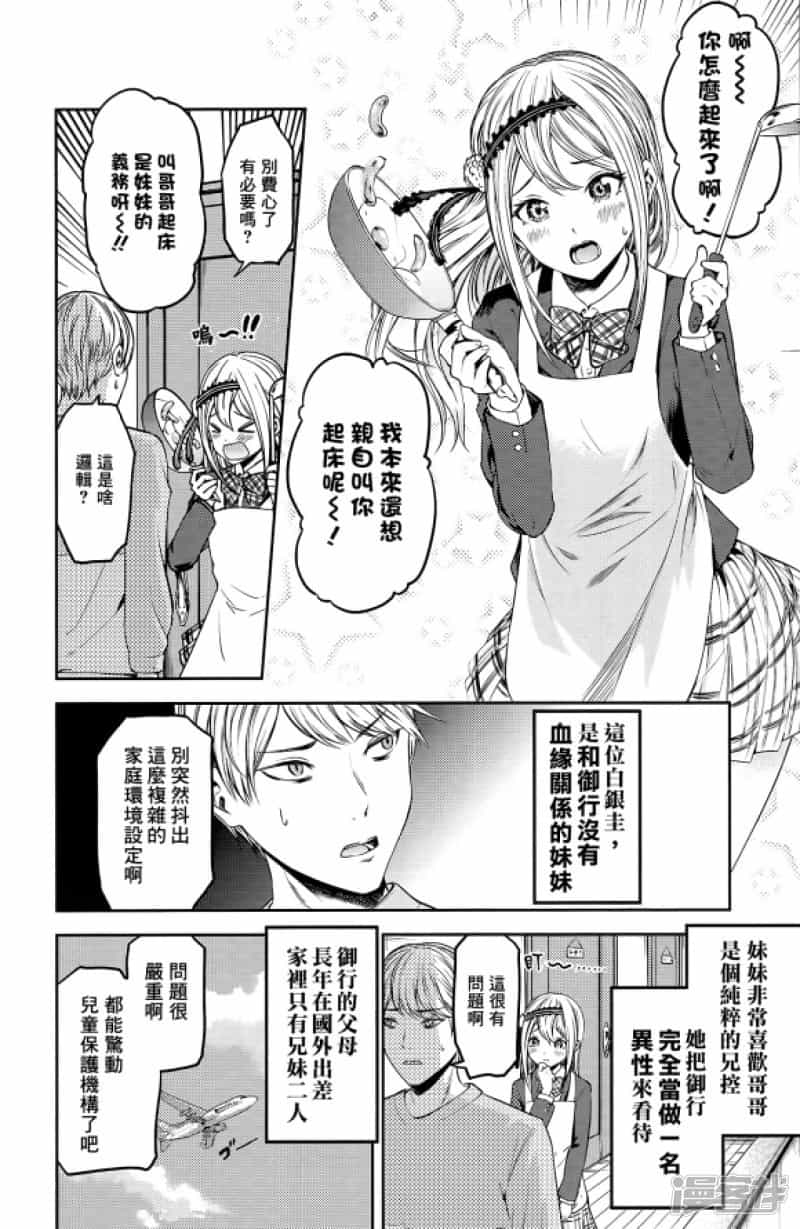 啊～
你怎麼起來了啊！
我本來還想
親自叫你
起床呢～！
別費心了
有必要嗎？
叫哥哥起床
是妹妹的
義務呀～!!
嗚～!!
這是啥
邏輯？
這位白銀圭，
是和御行沒有
血緣關係的妹妹
別突然抖出
這麼複雜的
家庭環境設定啊
妹妹非常喜歡哥哥
是個純粹的兄控
她把御行
完全當做一名
異性來看待
盯～
這很有
問題啊
御行的父母
長年在國外出差
家裡只有兄妹二人
問題很
嚴重啊
都能驚動
兒童保護機構了吧
ゴー
漫客栈